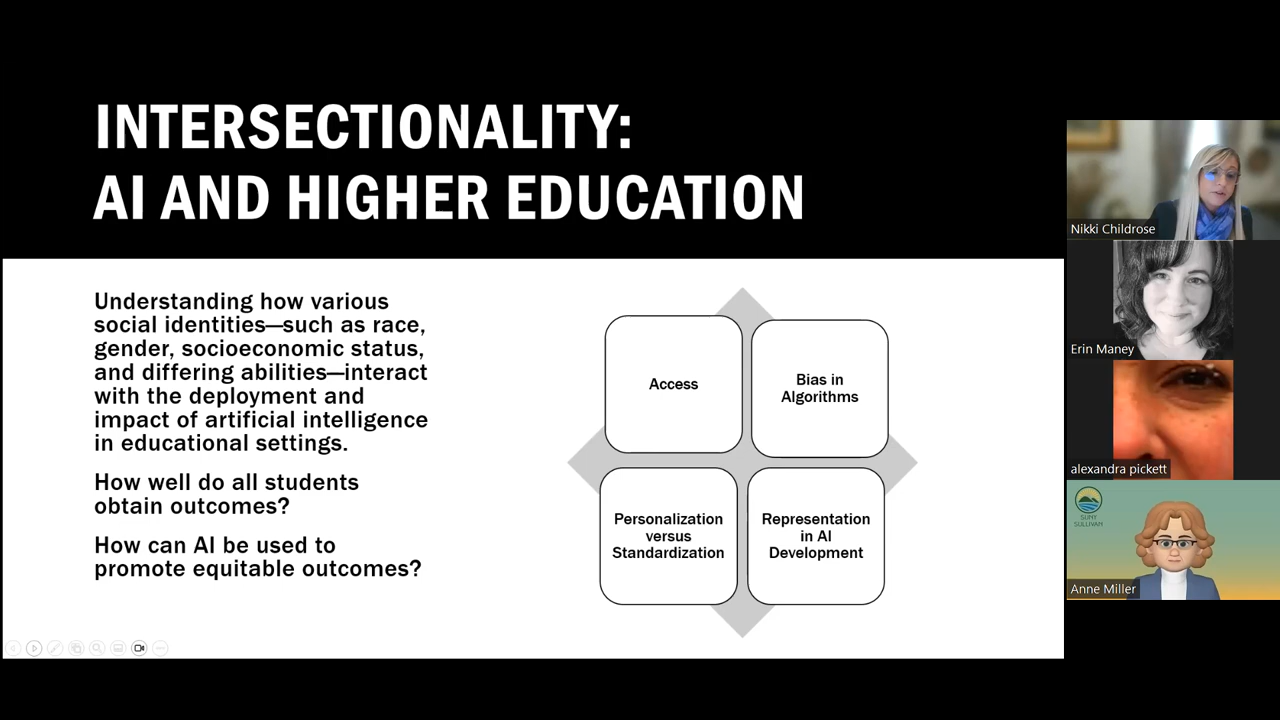 INTERSECTIONALITY:
AI AND HIGHER EDUCATION
Understanding how various
social identities—such as race,
gender, socioeconomic status,
and differing abilities—interact
with the deployment and
impact of artificial intelligence
in educational settings.
How well do all students
obtain outcomes?
How can AI be used to
promote equitable outcomes?
Access
Bias in
Algorithms
Personalization
versus
Standardization
Representation
in AI
Development
Nikki Childrose
Erin Maney
alexandra pickett
SUNY
SULLIVAN
Anne Miller